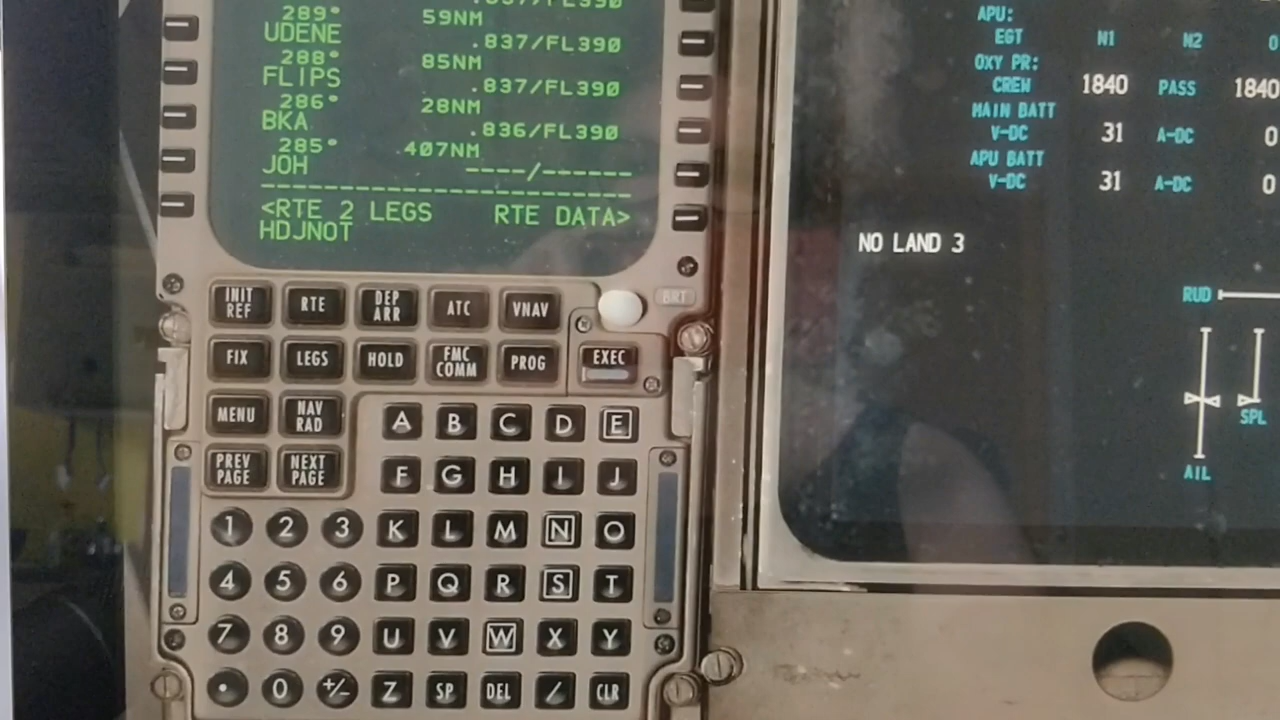 .837/FL390
289° 59NM
UDENE .837/FL390
288° 85NM
FLIPS .837/FL390
286° 28NM
BKA .836/FL390
285° 407NM
JOH ----/------
------------------------
<RTE 2 LEGS RTE DATA>
HDJNOT
INIT REF RTE DEP ARR ATC VNAV BRT
FIX LEGS HOLD FMC COMM PROG EXEC
MENU NAV RAD
PREV PAGE NEXT PAGE
A B C D E
F G H I J
1 2 3 K L M N O
4 5 6 P Q R S T
7 8 9 U V W X Y
. 0 +/- Z SP DEL / CLR
APU:
EGT N1 N2
OXY PR:
CREW 1840 PASS 1840
MAIN BATT
V-DC 31 A-DC 0
APU BATT
V-DC 31 A-DC 0
NO LAND 3
RUD
SPL
AIL